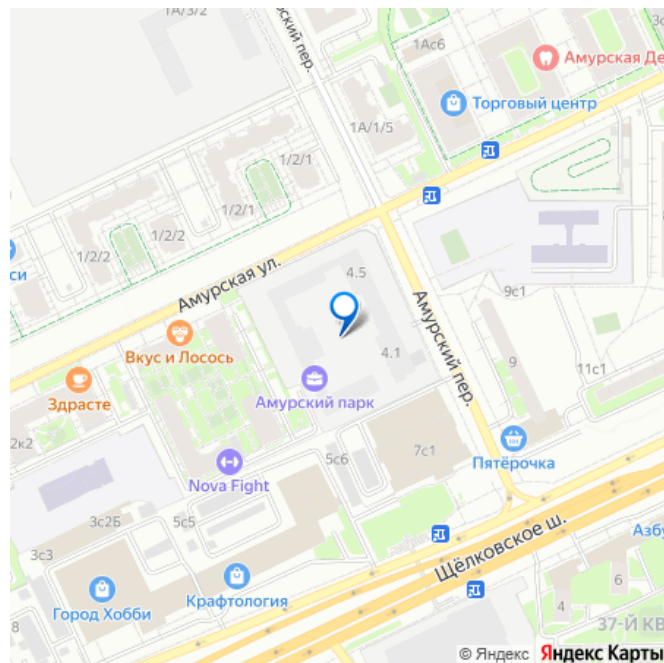 1А/3/2
1Ас6
Амурская Де
Торговый центр
1А/1/5
1/2/1
1/2/1
1/2/2
1/2/2
си
Амурская ул.
4.5
Амурский пер.
9с1
Вкус и Лосось
4.1
9
11с1
Здрасте
Амурский парк
2к2
7с1
Пятёрочка
5с6
Nova Fight
3с2Б
5с5
3с3
Щёлковское ш.
Азбу
Город Хобби
Крафтология
4
6
37-Й КВ
© Яндекс Яндекс Карты